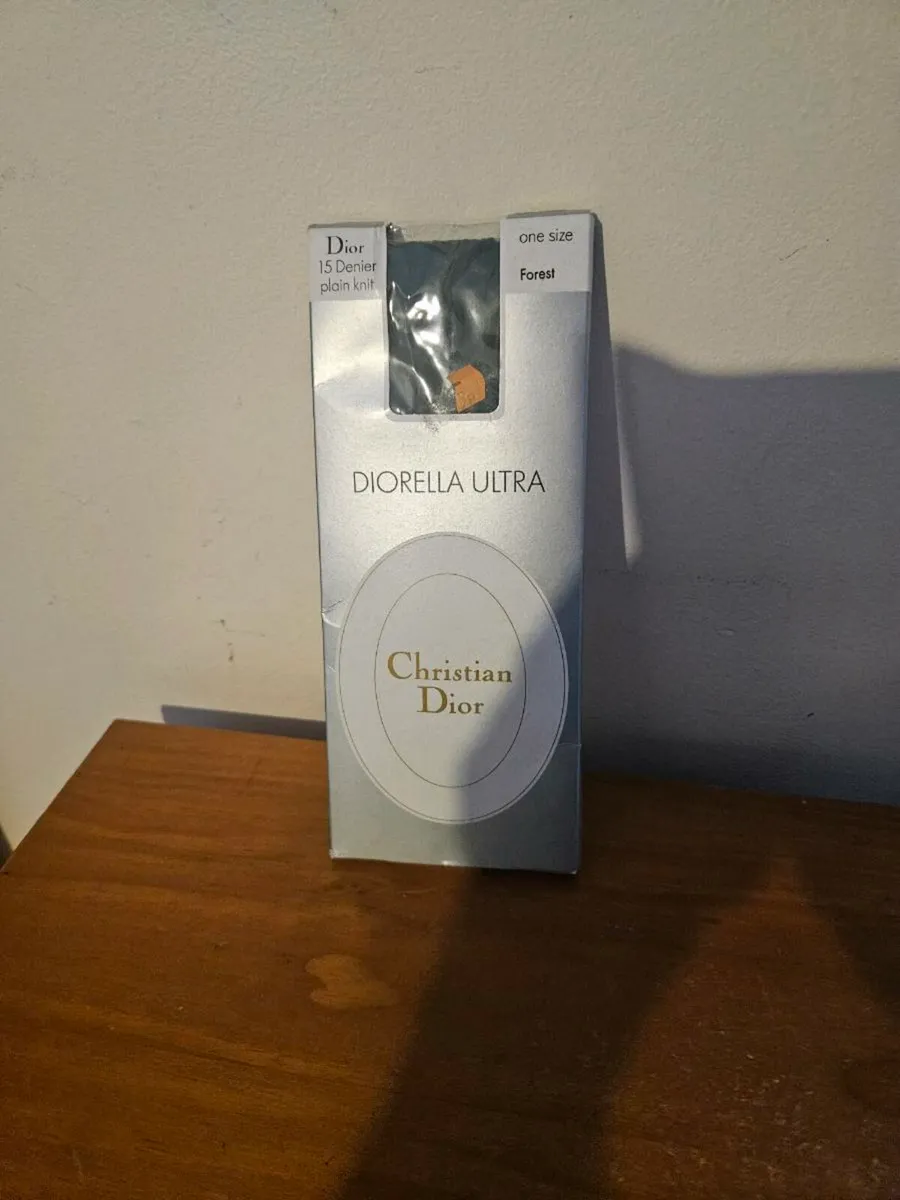 Dior
15 Denier
plain knit
one size
Forest
DIORELLA ULTRA
Christian
Dior